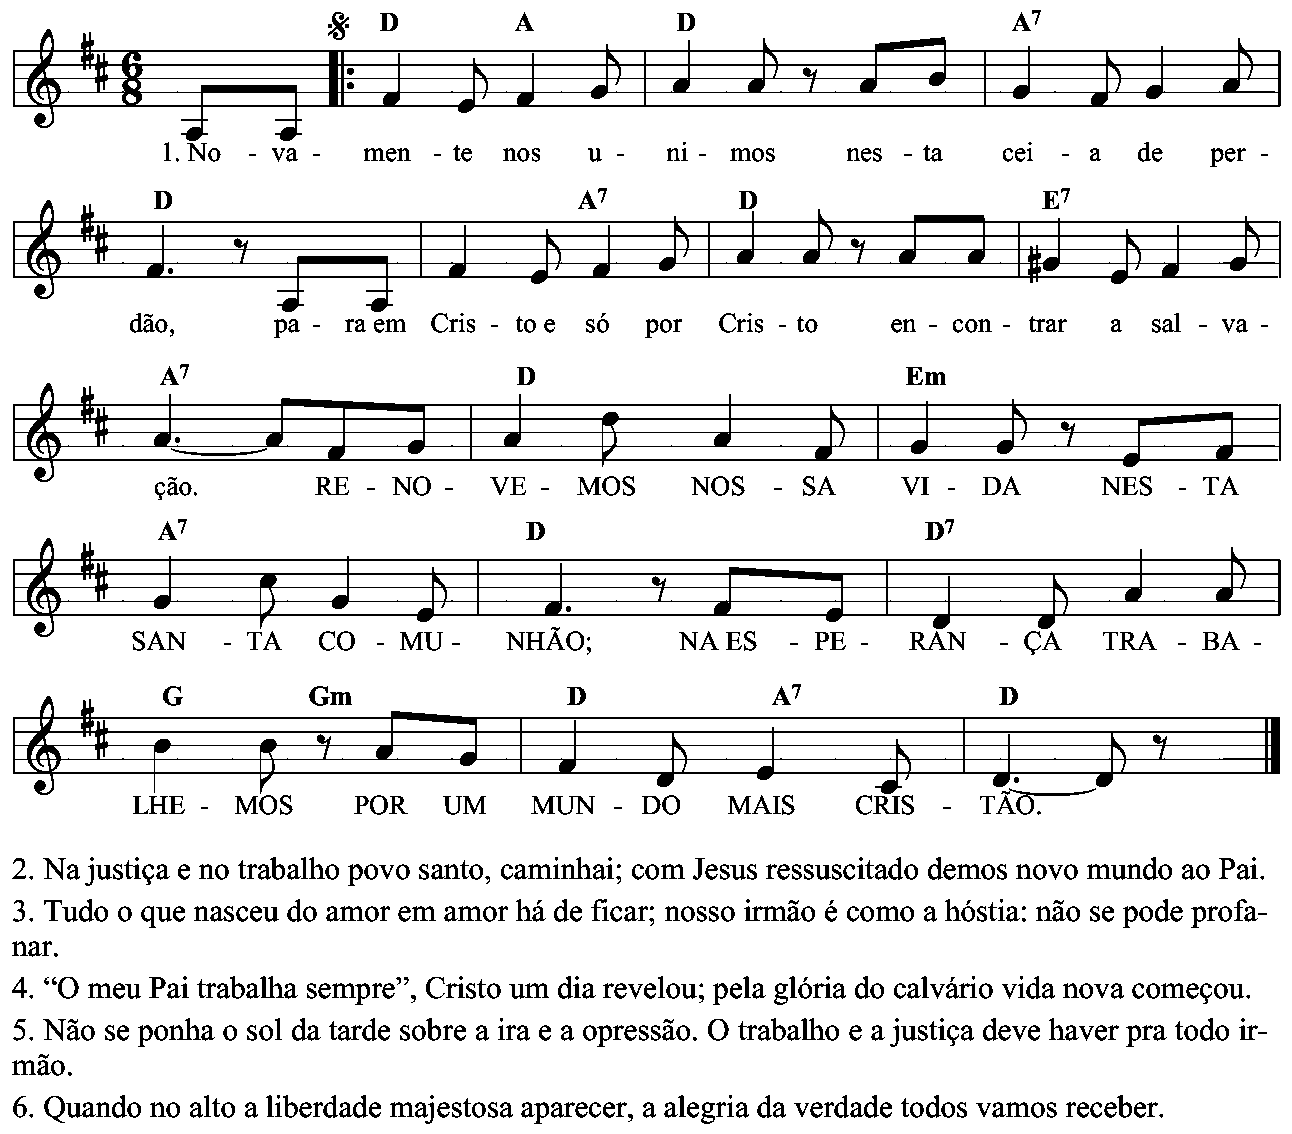 D A D A7
6 8
1. No - va - men - te nos u - ni - mos nes - ta cei - a de per -
D A7 D E7
dão, pa - ra em Cris - to e só por Cris - to en - con - trar a sal - va -
A7 D Em
ção. RE - NO - VE - MOS NOS - SA VI - DA NES - TA
A7 D D7
SAN - TA CO - MU - NHÃO; NA ES - PE - RAN - ÇA TRA - BA -
G Gm D A7 D
LHE - MOS POR UM MUN - DO MAIS CRIS - TÃO.
2. Na justiça e no trabalho povo santo, caminhai; com Jesus ressuscitado demos novo mundo ao Pai.
3. Tudo o que nasceu do amor em amor há de ficar; nosso irmão é como a hóstia: não se pode profa-
nar.
4. “O meu Pai trabalha sempre”, Cristo um dia revelou; pela glória do calvário vida nova começou.
5. Não se ponha o sol da tarde sobre a ira e a opressão. O trabalho e a justiça deve haver pra todo ir-
mão.
6. Quando no alto a liberdade majestosa aparecer, a alegria da verdade todos vamos receber.